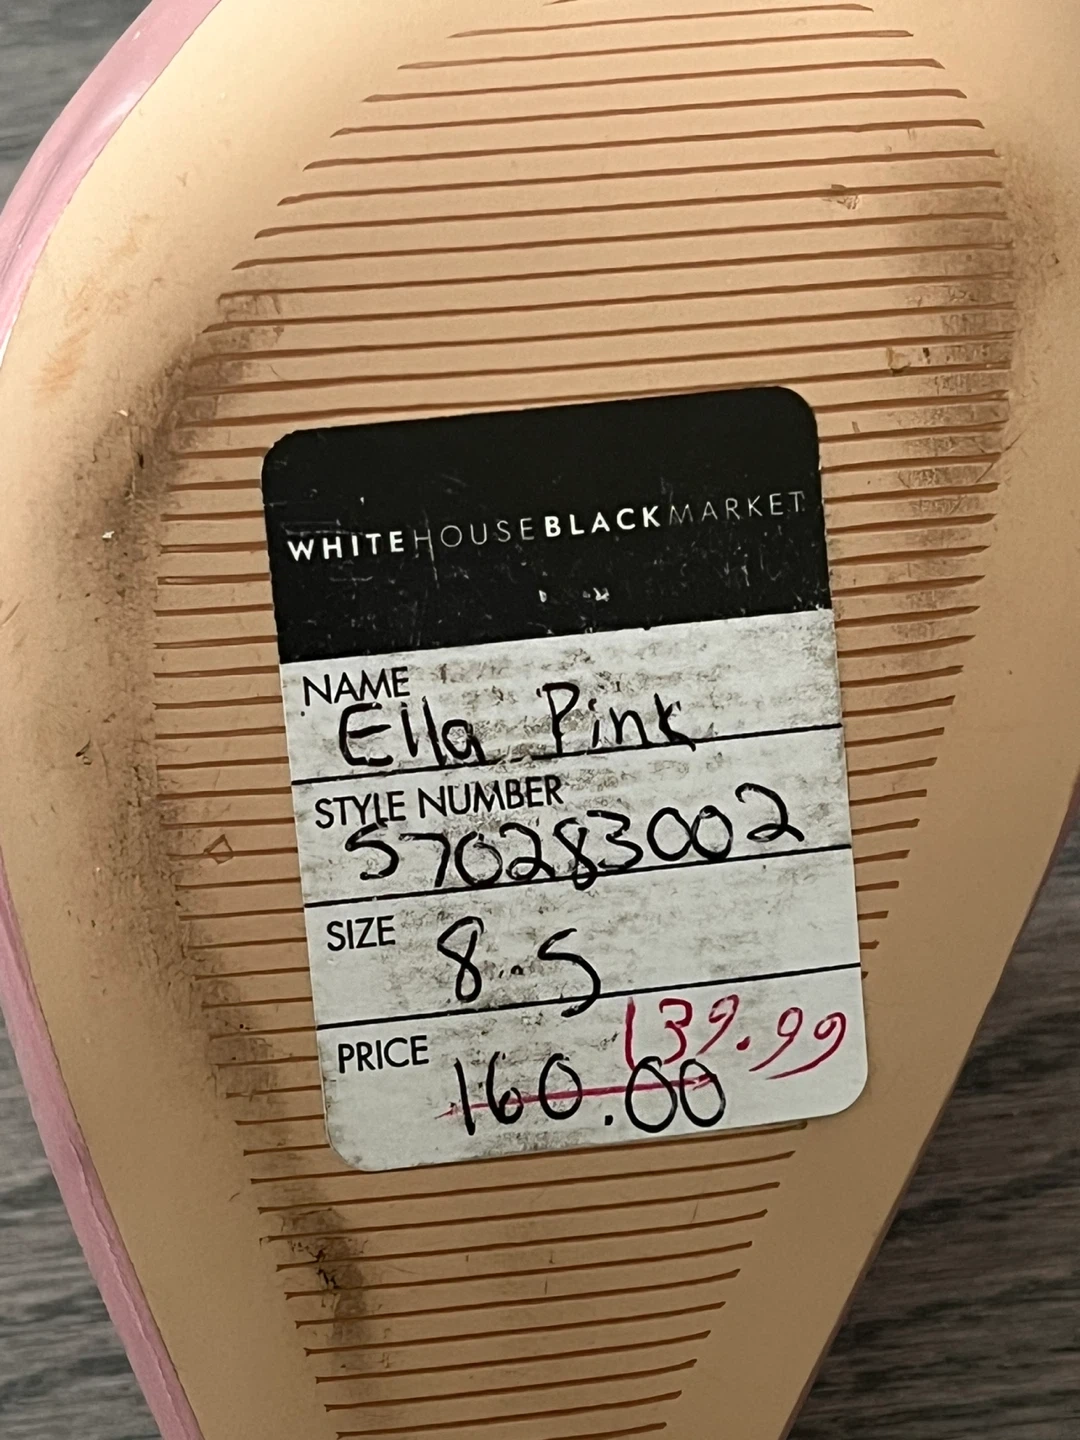 WHITEHOUSEBLACKMARKET
NAME
Ella Pink
STYLE NUMBER
570283002
SIZE
8.5
139.99
PRICE
160.00